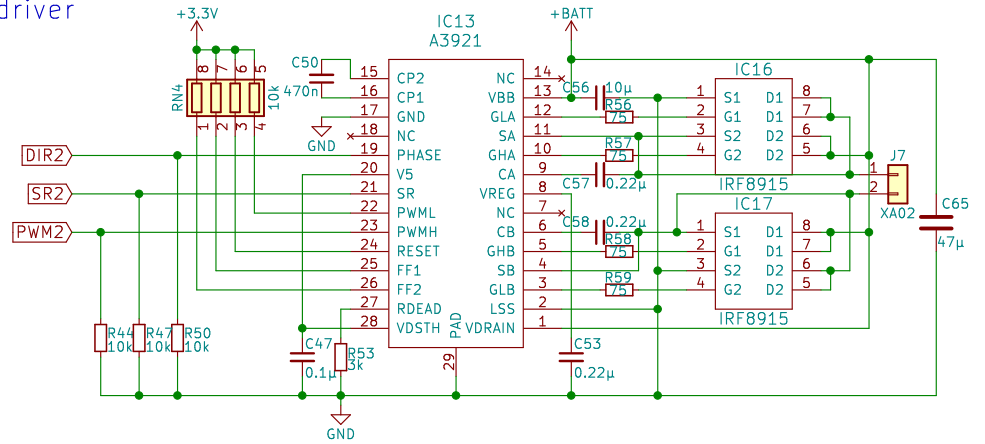 driver
+3.3V
RN4
8 7 6 5
1 2 3 4
10k
C50
470n
GND
IC13
A3921
15 CP2
16 CP1
17 GND
18 NC
19 PHASE
20 V5
21 SR
22 PWML
23 PWMH
24 RESET
25 FF1
26 FF2
27 RDEAD
28 VDSTH
NC 14
VBB 13
GLA 12
SA 11
GHA 10
CA 9
VREG 8
NC 7
CB 6
GHB 5
SB 4
GLB 3
LSS 2
VDRAIN 1
PAD
29
DIR2
SR2
PWM2
R44
10k
R47
10k
R50
10k
C47
0.1µ
R53
3k
GND
+BATT
C56 10µ
R56
75
R57
75
C57 0.22µ
C58 0.22µ
R58
75
R59
75
C53
0.22µ
IC16
1 S1 D1 8
2 G1 D1 7
3 S2 D2 6
4 G2 D2 5
IRF8915
IC17
1 S1 D1 8
2 G1 D1 7
3 S2 D2 6
4 G2 D2 5
IRF8915
J7
1
2
XA02
C65
47µ